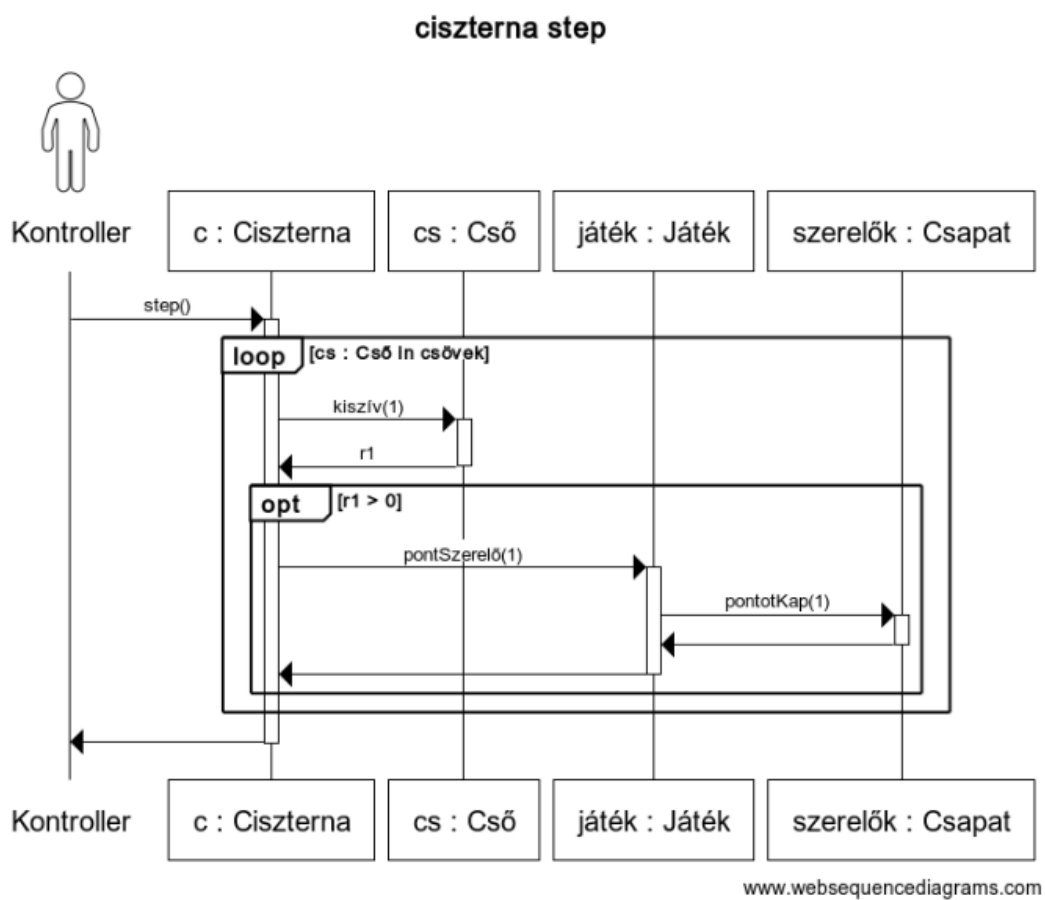 ciszterna step
Kontroller
c : Ciszterna
cs : Cső
játék : Játék
szerelők : Csapat
step()
loop
[cs : Cső in csövek]
kiszív(1)
r1
opt
[r1 > 0]
pontSzerelő(1)
pontotKap(1)
Kontroller
c : Ciszterna
cs : Cső
játék : Játék
szerelők : Csapat
www.websequencediagrams.com